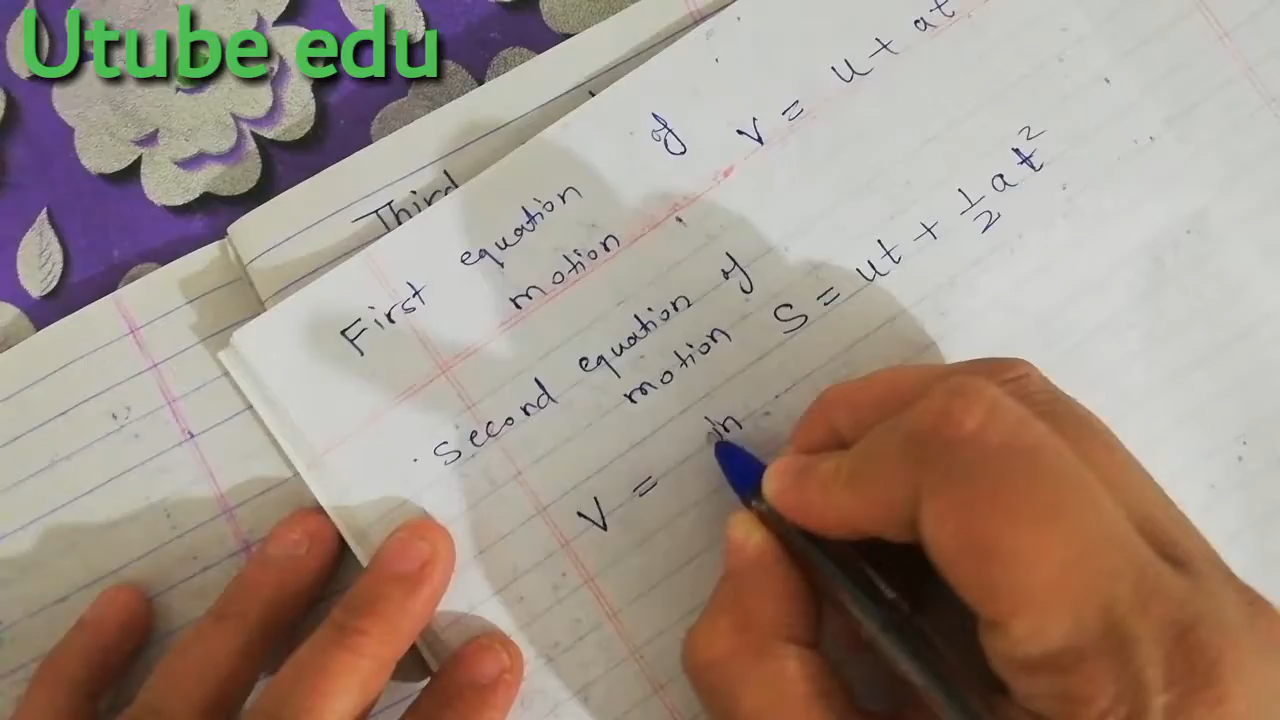 Utube edu
Third
First equation of
motion V = u + at
Second equation of
motion S = ut + 1/2 at²
V =